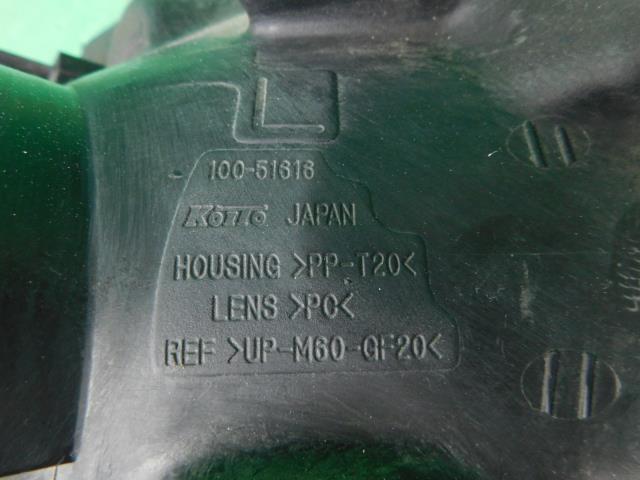 L
100-51616
KOITO JAPAN
HOUSING >PP-T20<
LENS >PC<
REF >UP-M60-GF20<